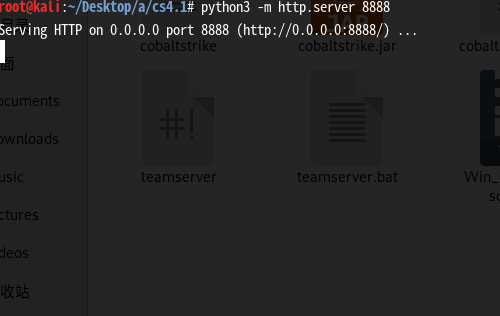 root@kali:~/Desktop/a/cs4.1# python3 -m http.server 8888
Serving HTTP on 0.0.0.0 port 8888 (http://0.0.0.0:8888/) ...
JAR
cobaltstrike
cobaltstrike.jar
cobalt
面
ocuments
ownloads
#!
teamserver
teamserver.bat
Win_
sc
usic
ctures
deos
收站